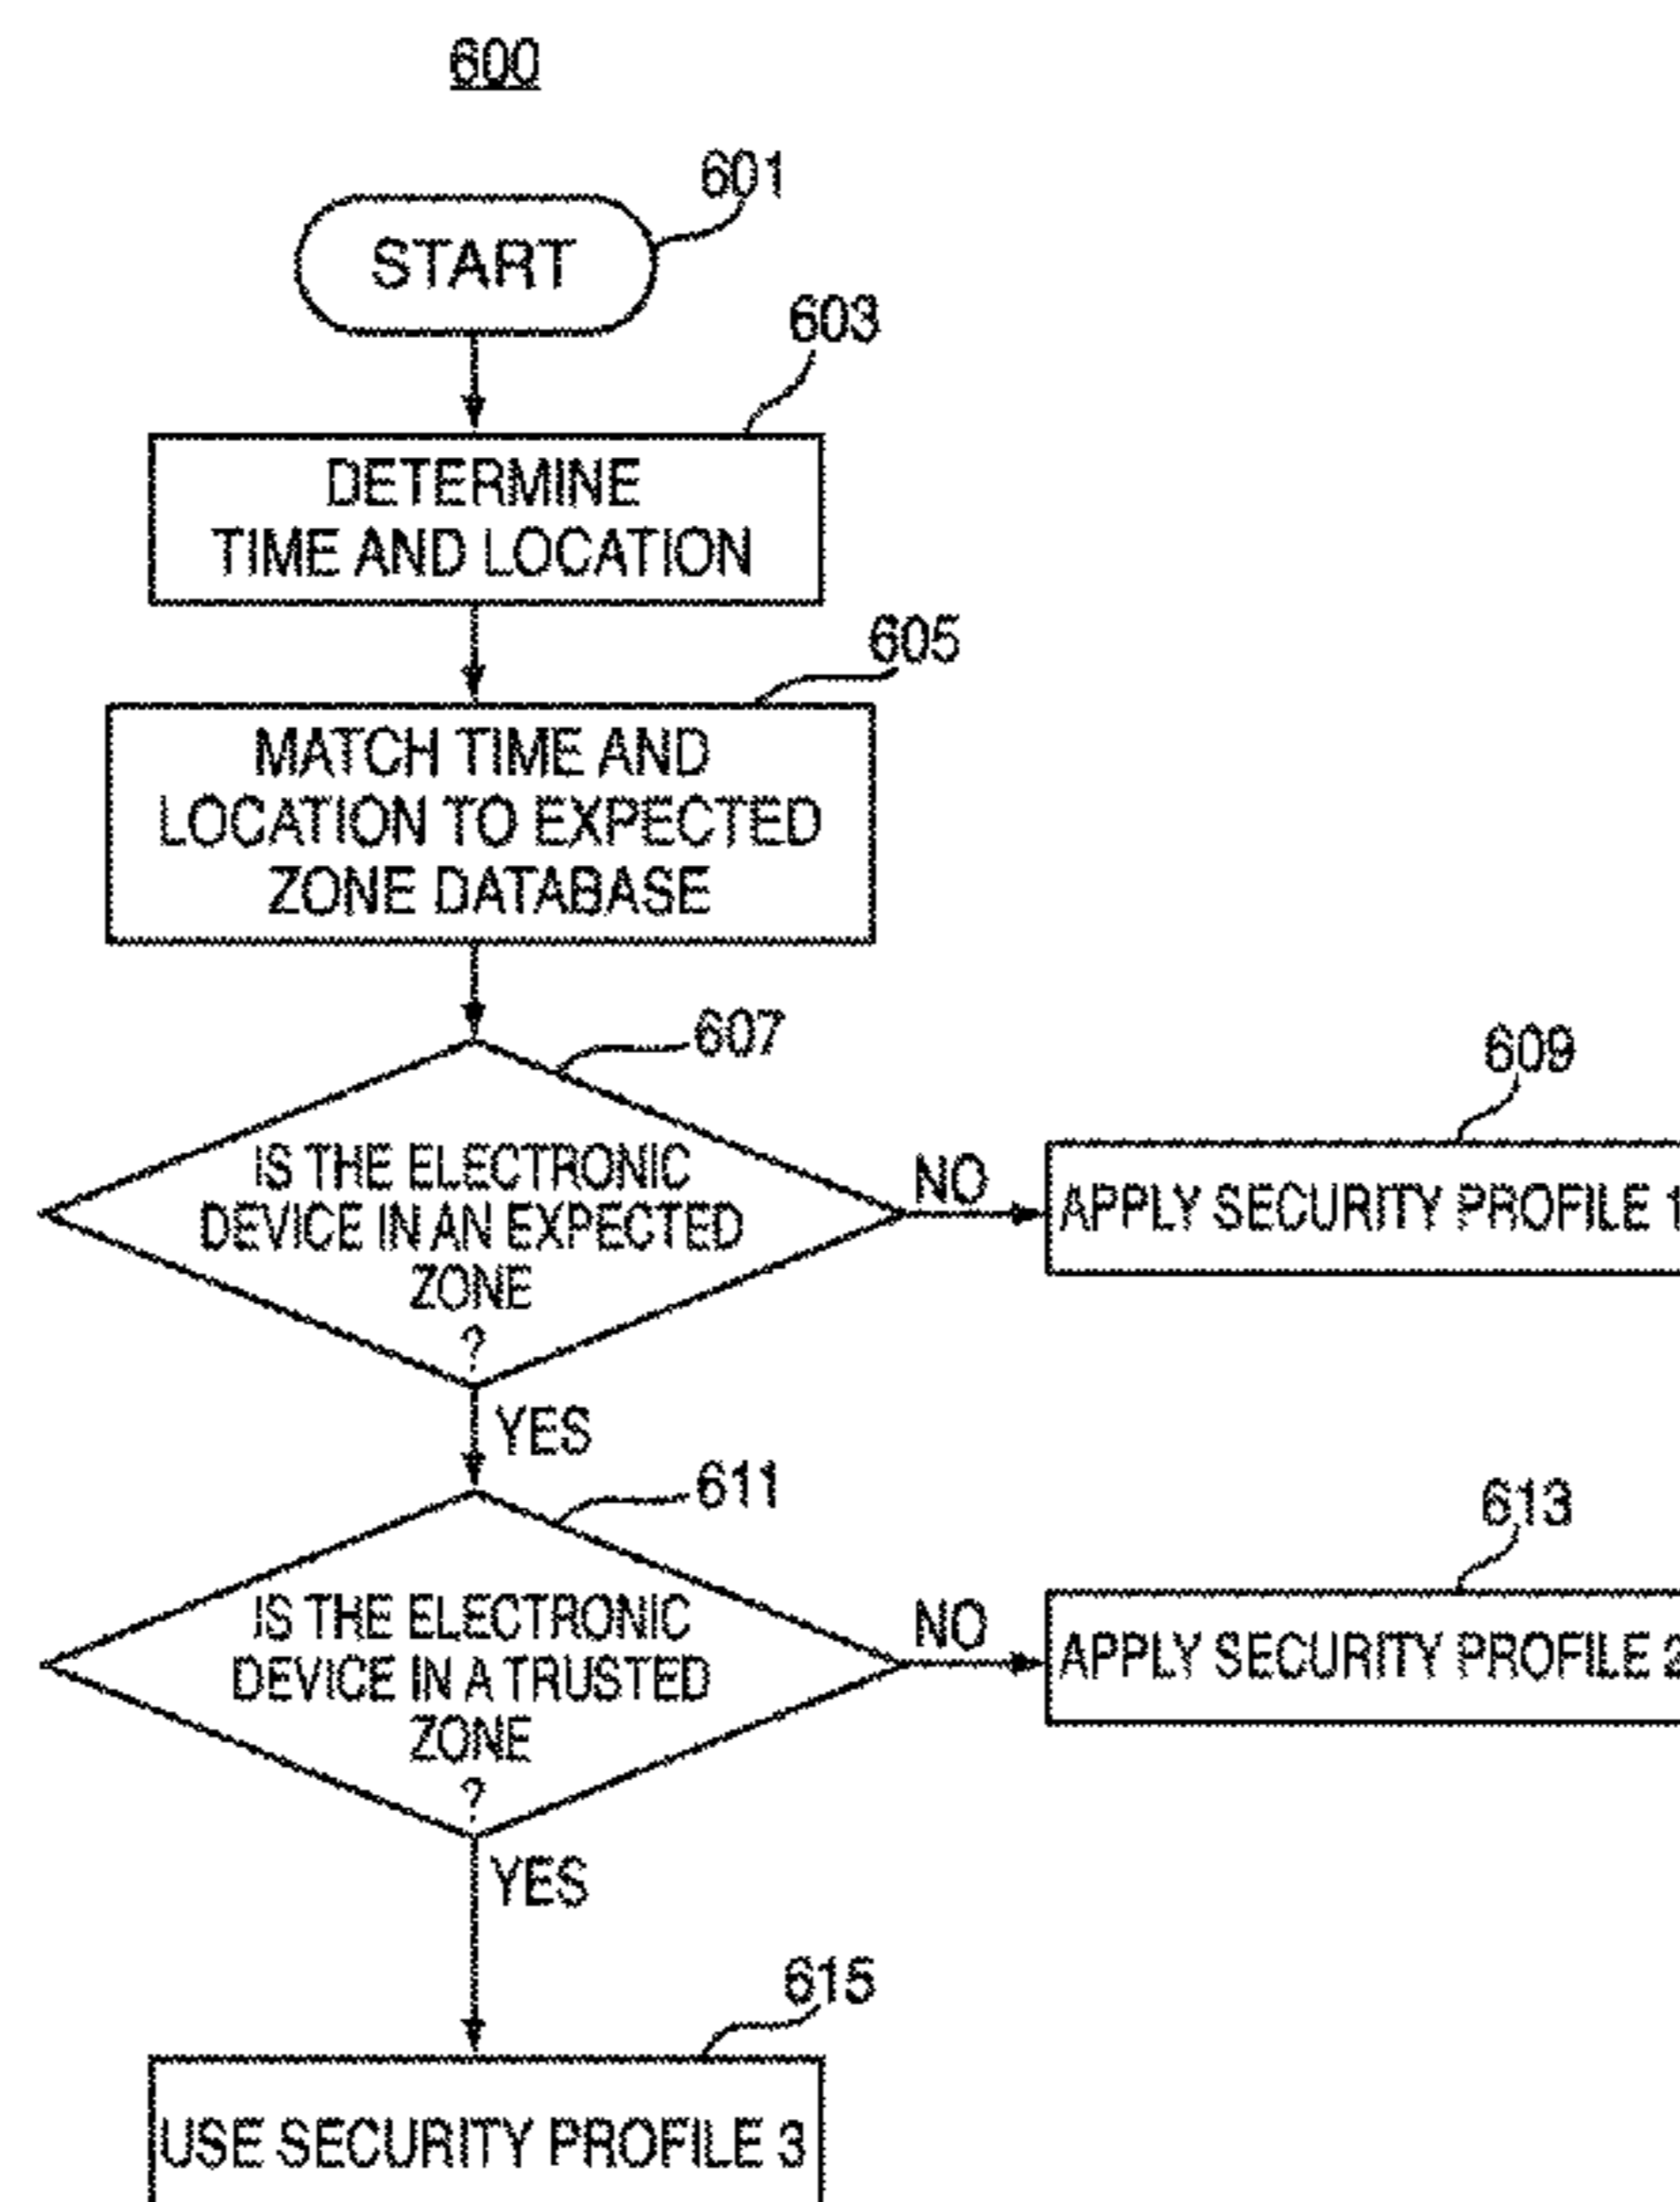 600
601
START
603
DETERMINE
TIME AND LOCATION
605
MATCH TIME AND
LOCATION TO EXPECTED
ZONE DATABASE
607
IS THE ELECTRONIC
DEVICE IN AN EXPECTED
ZONE
?
NO
609
APPLY SECURITY PROFILE 1
YES
611
IS THE ELECTRONIC
DEVICE IN A TRUSTED
ZONE
?
NO
613
APPLY SECURITY PROFILE 2
YES
615
USE SECURITY PROFILE 3